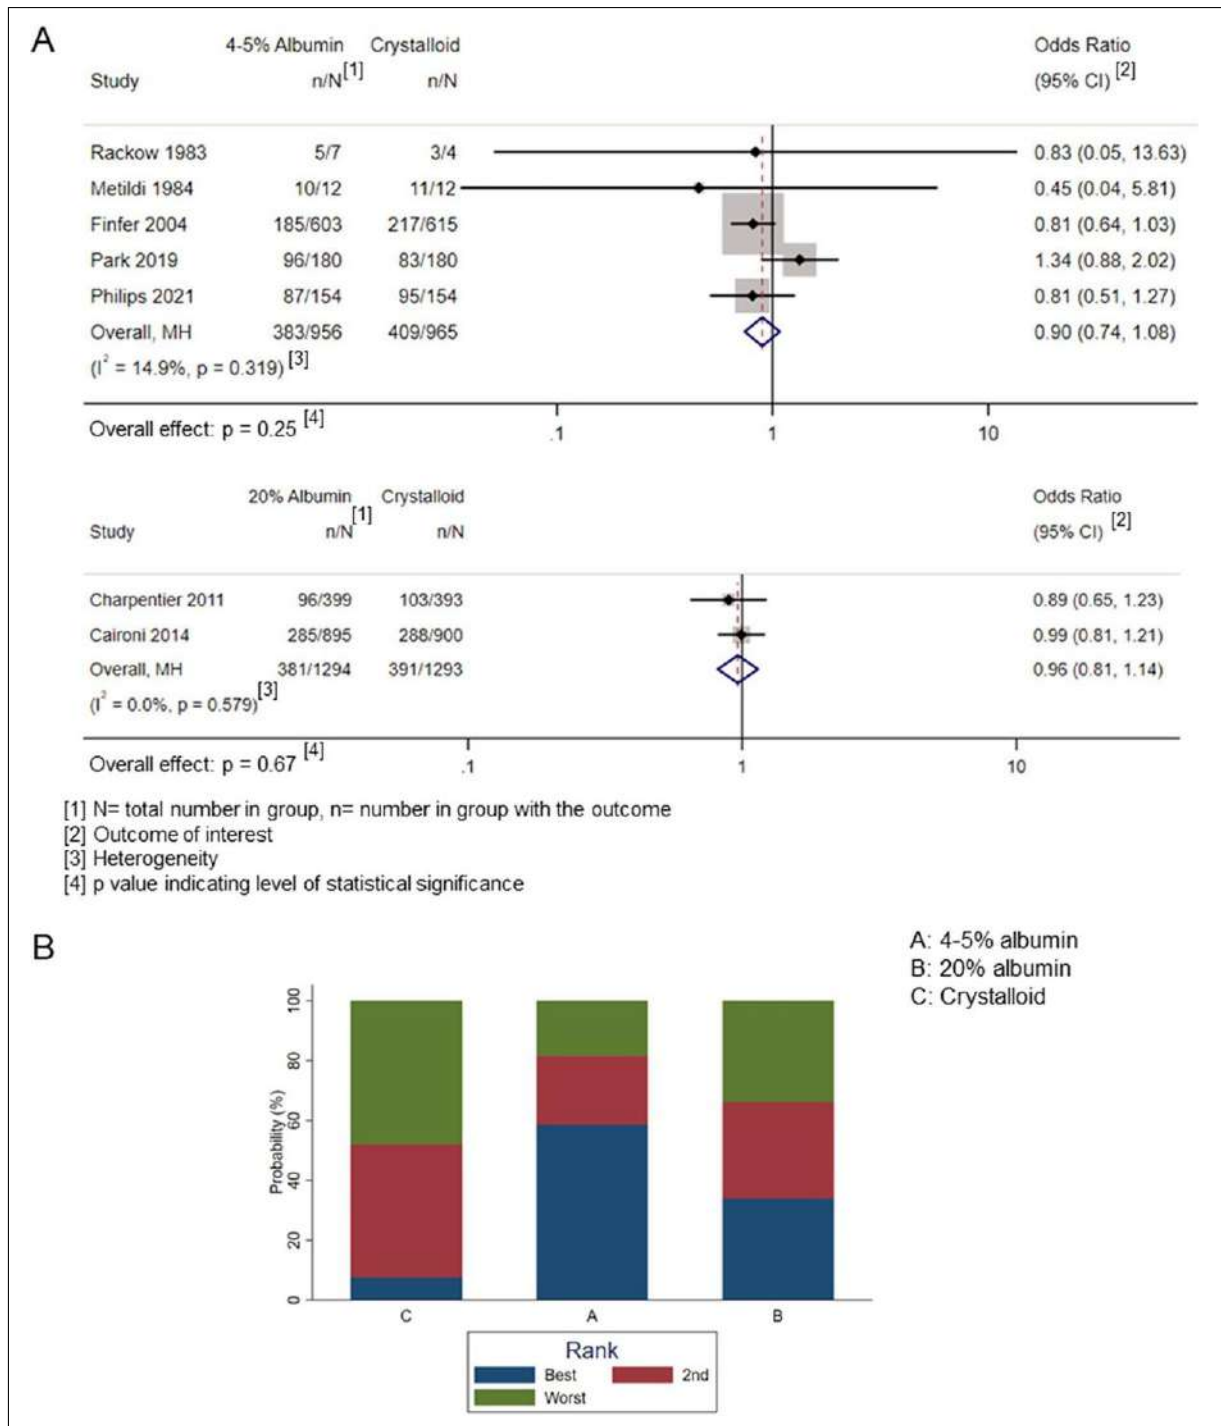 A
4-5% Albumin Crystalloid Odds Ratio
Study n/N[1] n/N (95% CI) [2]
Rackow 1983 5/7 3/4 0.83 (0.05, 13.63)
Metildi 1984 10/12 11/12 0.45 (0.04, 5.81)
Finfer 2004 185/603 217/615 0.81 (0.64, 1.03)
Park 2019 96/180 83/180 1.34 (0.88, 2.02)
Philips 2021 87/154 95/154 0.81 (0.51, 1.27)
Overall, MH 383/956 409/965 0.90 (0.74, 1.08)
(I² = 14.9%, p = 0.319) [3]
Overall effect: p = 0.25 [4]
.1 1 10
20% Albumin Crystalloid Odds Ratio
Study n/N[1] n/N (95% CI) [2]
Charpentier 2011 96/399 103/393 0.89 (0.65, 1.23)
Caironi 2014 285/895 288/900 0.99 (0.81, 1.21)
Overall, MH 381/1294 391/1293 0.96 (0.81, 1.14)
(I² = 0.0%, p = 0.579)[3]
Overall effect: p = 0.67 [4]
.1 1 10
[1] N= total number in group, n= number in group with the outcome
[2] Outcome of interest
[3] Heterogeneity
[4] p value indicating level of statistical significance
B
A: 4-5% albumin
B: 20% albumin
C: Crystalloid
Probability (%)
100
80
60
40
20
0
C A B
Rank
Best 2nd
Worst